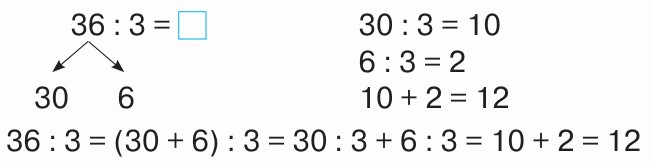 36 : 3 = □
30 6
30 : 3 = 10
6 : 3 = 2
10 + 2 = 12
36 : 3 = (30 + 6) : 3 = 30 : 3 + 6 : 3 = 10 + 2 = 12